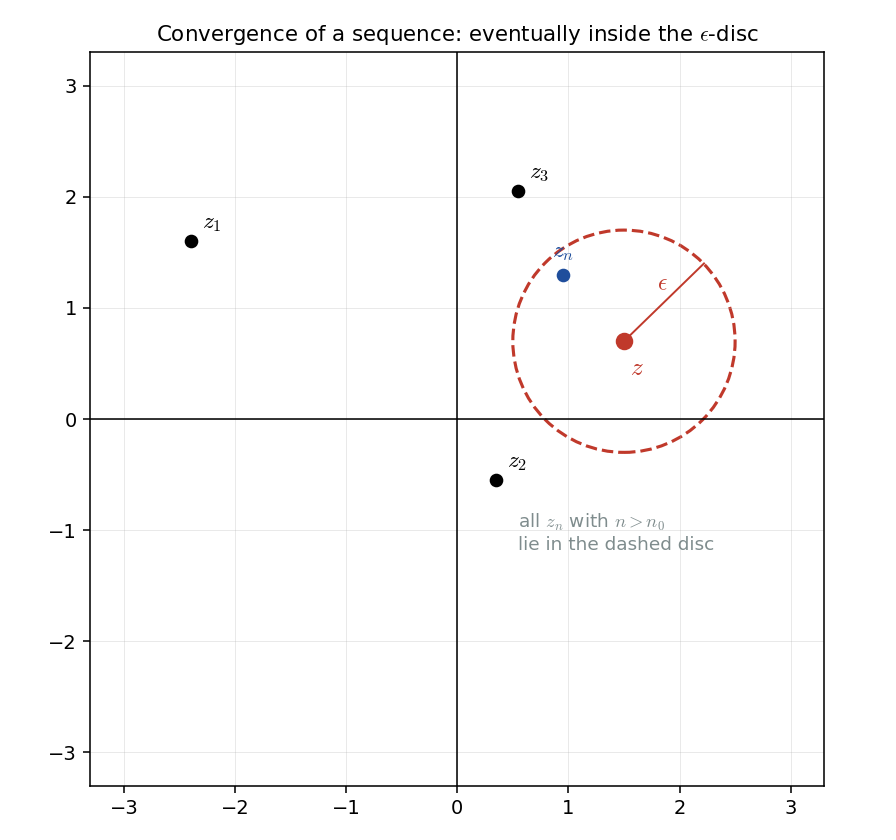 Convergence of a sequence: eventually inside the ϵ-disc
3
2
1
0
−1
−2
−3
z₃
z₁
zₙ
ϵ
z
z₂
all zₙ with n > n₀
lie in the dashed disc
−3 −2 −1 0 1 2 3